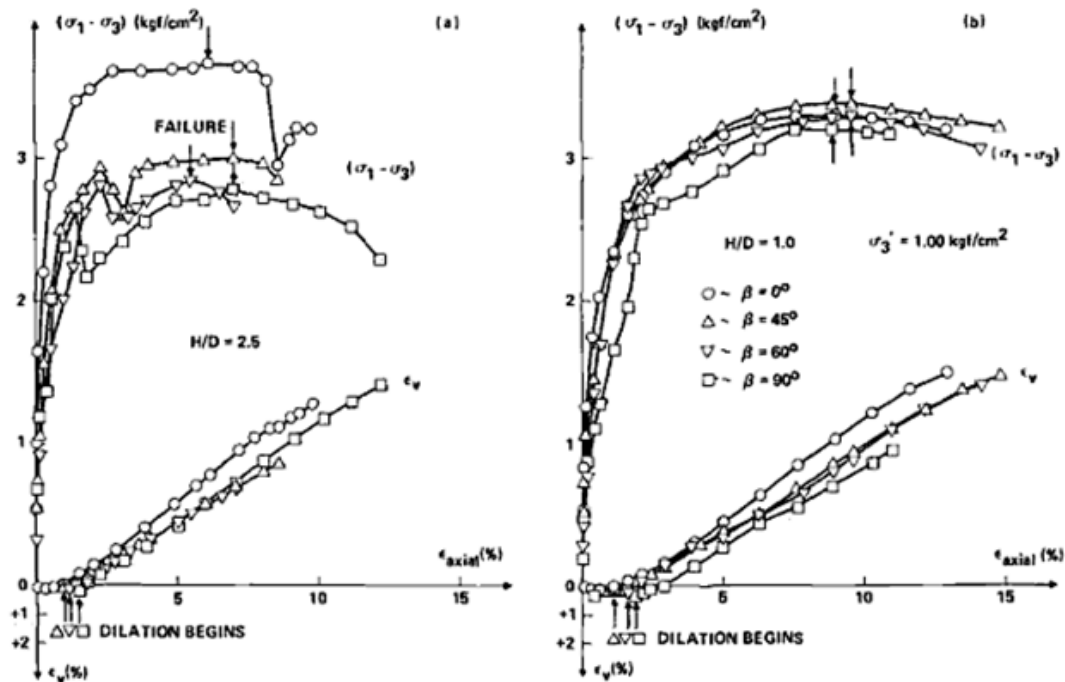 (σ₁ - σ₃) (kgf/cm²)
(a)
FAILURE
(σ₁ - σ₃)
3
2
1
0
+1
+2
H/D = 2.5
ϵᵥ
ϵaxial(%)
5
10
15
DILATION BEGINS
ϵᵥ(%)
(σ₁ - σ₃) (kgf/cm²)
(b)
(σ₁ - σ₃)
3
2
1
0
+1
+2
H/D = 1.0
σ₃' = 1.00 kgf/cm²
~ β = 0°
~ β = 45°
~ β = 60°
~ β = 90°
ϵᵥ
ϵaxial(%)
5
10
15
DILATION BEGINS
ϵᵥ(%)